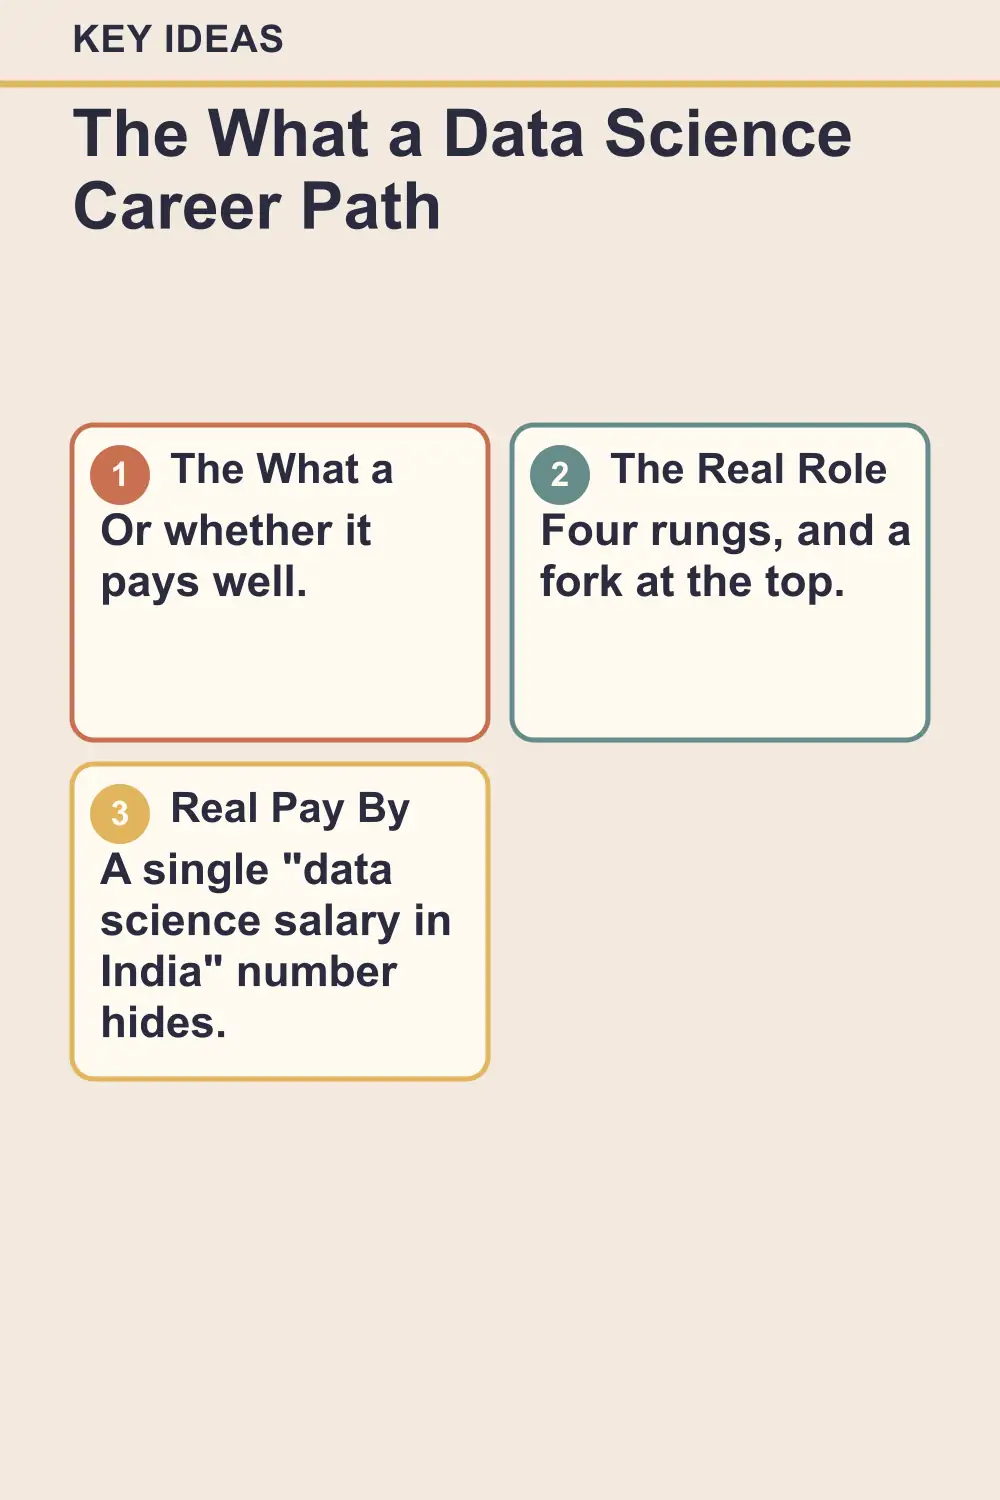 KEY IDEAS
The What a Data Science
Career Path
1 The What a
Or whether it
pays well.
2 The Real Role
Four rungs, and a
fork at the top.
3 Real Pay By
A single "data
science salary in
India" number
hides.